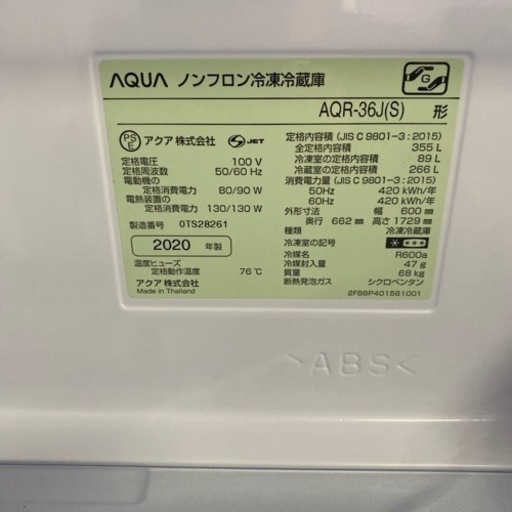 AQUA ノンフロン冷凍冷蔵庫
AQR-36J(S) 形
G
PSE アクア株式会社 S JET
定格電圧 100 V
定格周波数 50/60 Hz
電動機の
定格消費電力 80/90 W
電熱装置の
定格消費電力 130/130 W
製造番号 0TS28261
2020 年製
温度ヒューズ
定格動作温度 76 ℃
アクア株式会社
Made in Thailand
定格内容積 (JIS C 9801-3 : 2015)
全定格内容積 355 L
冷凍室の定格内容積 89 L
冷蔵室の定格内容積 266 L
消費電力量 (JIS C 9801-3 : 2015)
50Hz 420 kWh/年
60Hz 420 kWh/年
外形寸法 幅 600 mm
奥行 662 mm 高さ 1729 mm
種類 冷凍冷蔵庫
冷凍室の記号 * ***
冷媒名 R600a
冷媒封入量 47 g
質量 68 kg
断熱発泡ガス シクロペンタン
2FB6P401561001
>ABS<